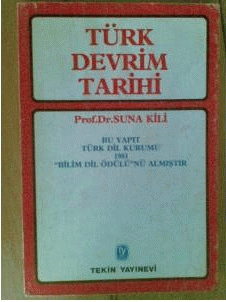 TÜRK
DEVRİM
TARİHİ
Prof.Dr.SUNA KİLİ
BU YAPIT
TÜRK DİL KURUMU
1981
"BİLİM DİL ÖDÜLÜ"NÜ ALMIŞTIR
TEKİN YAYINEVİ